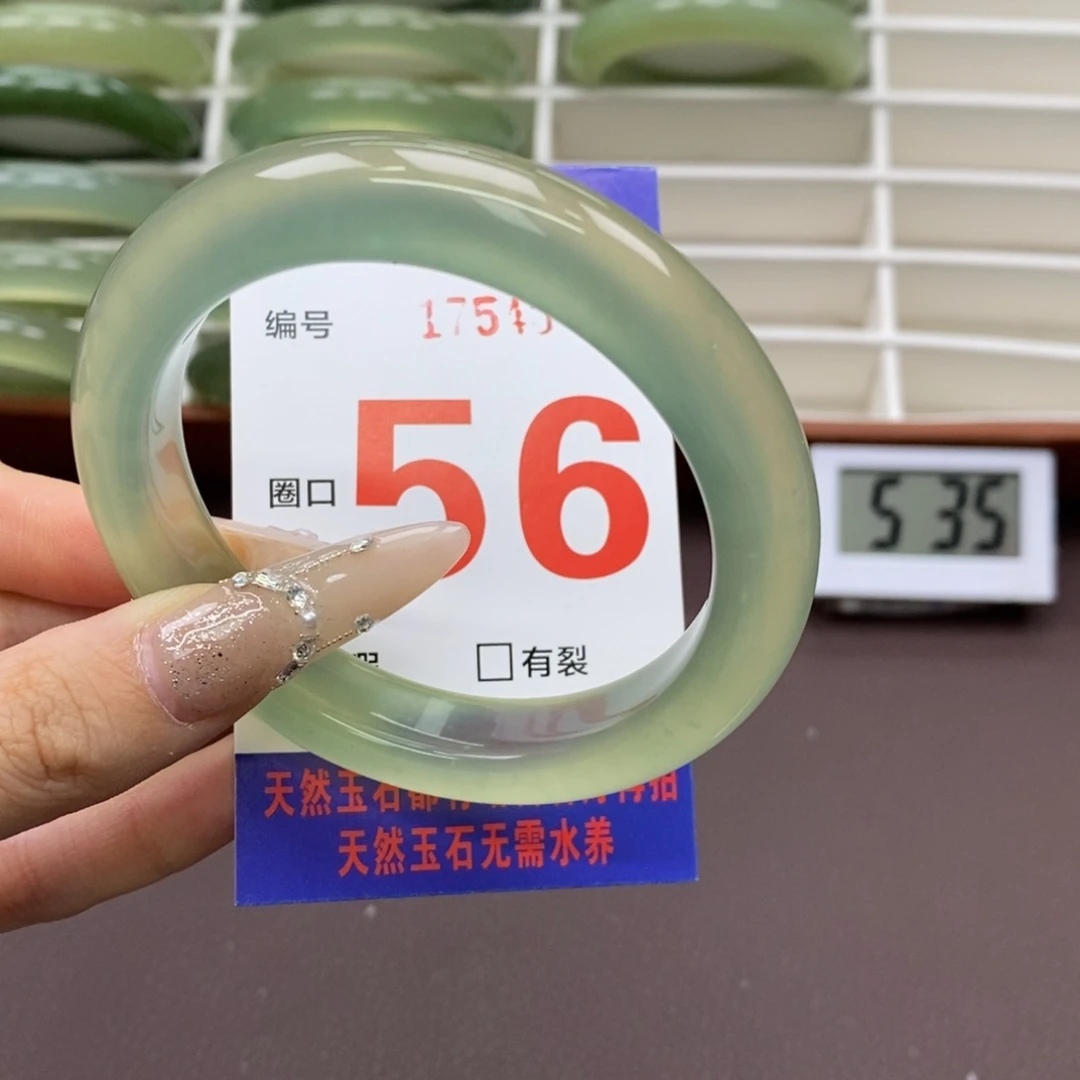 编号 1754
圈口 56
□有裂
天然玉石都有
天然玉石无需水养
5 35